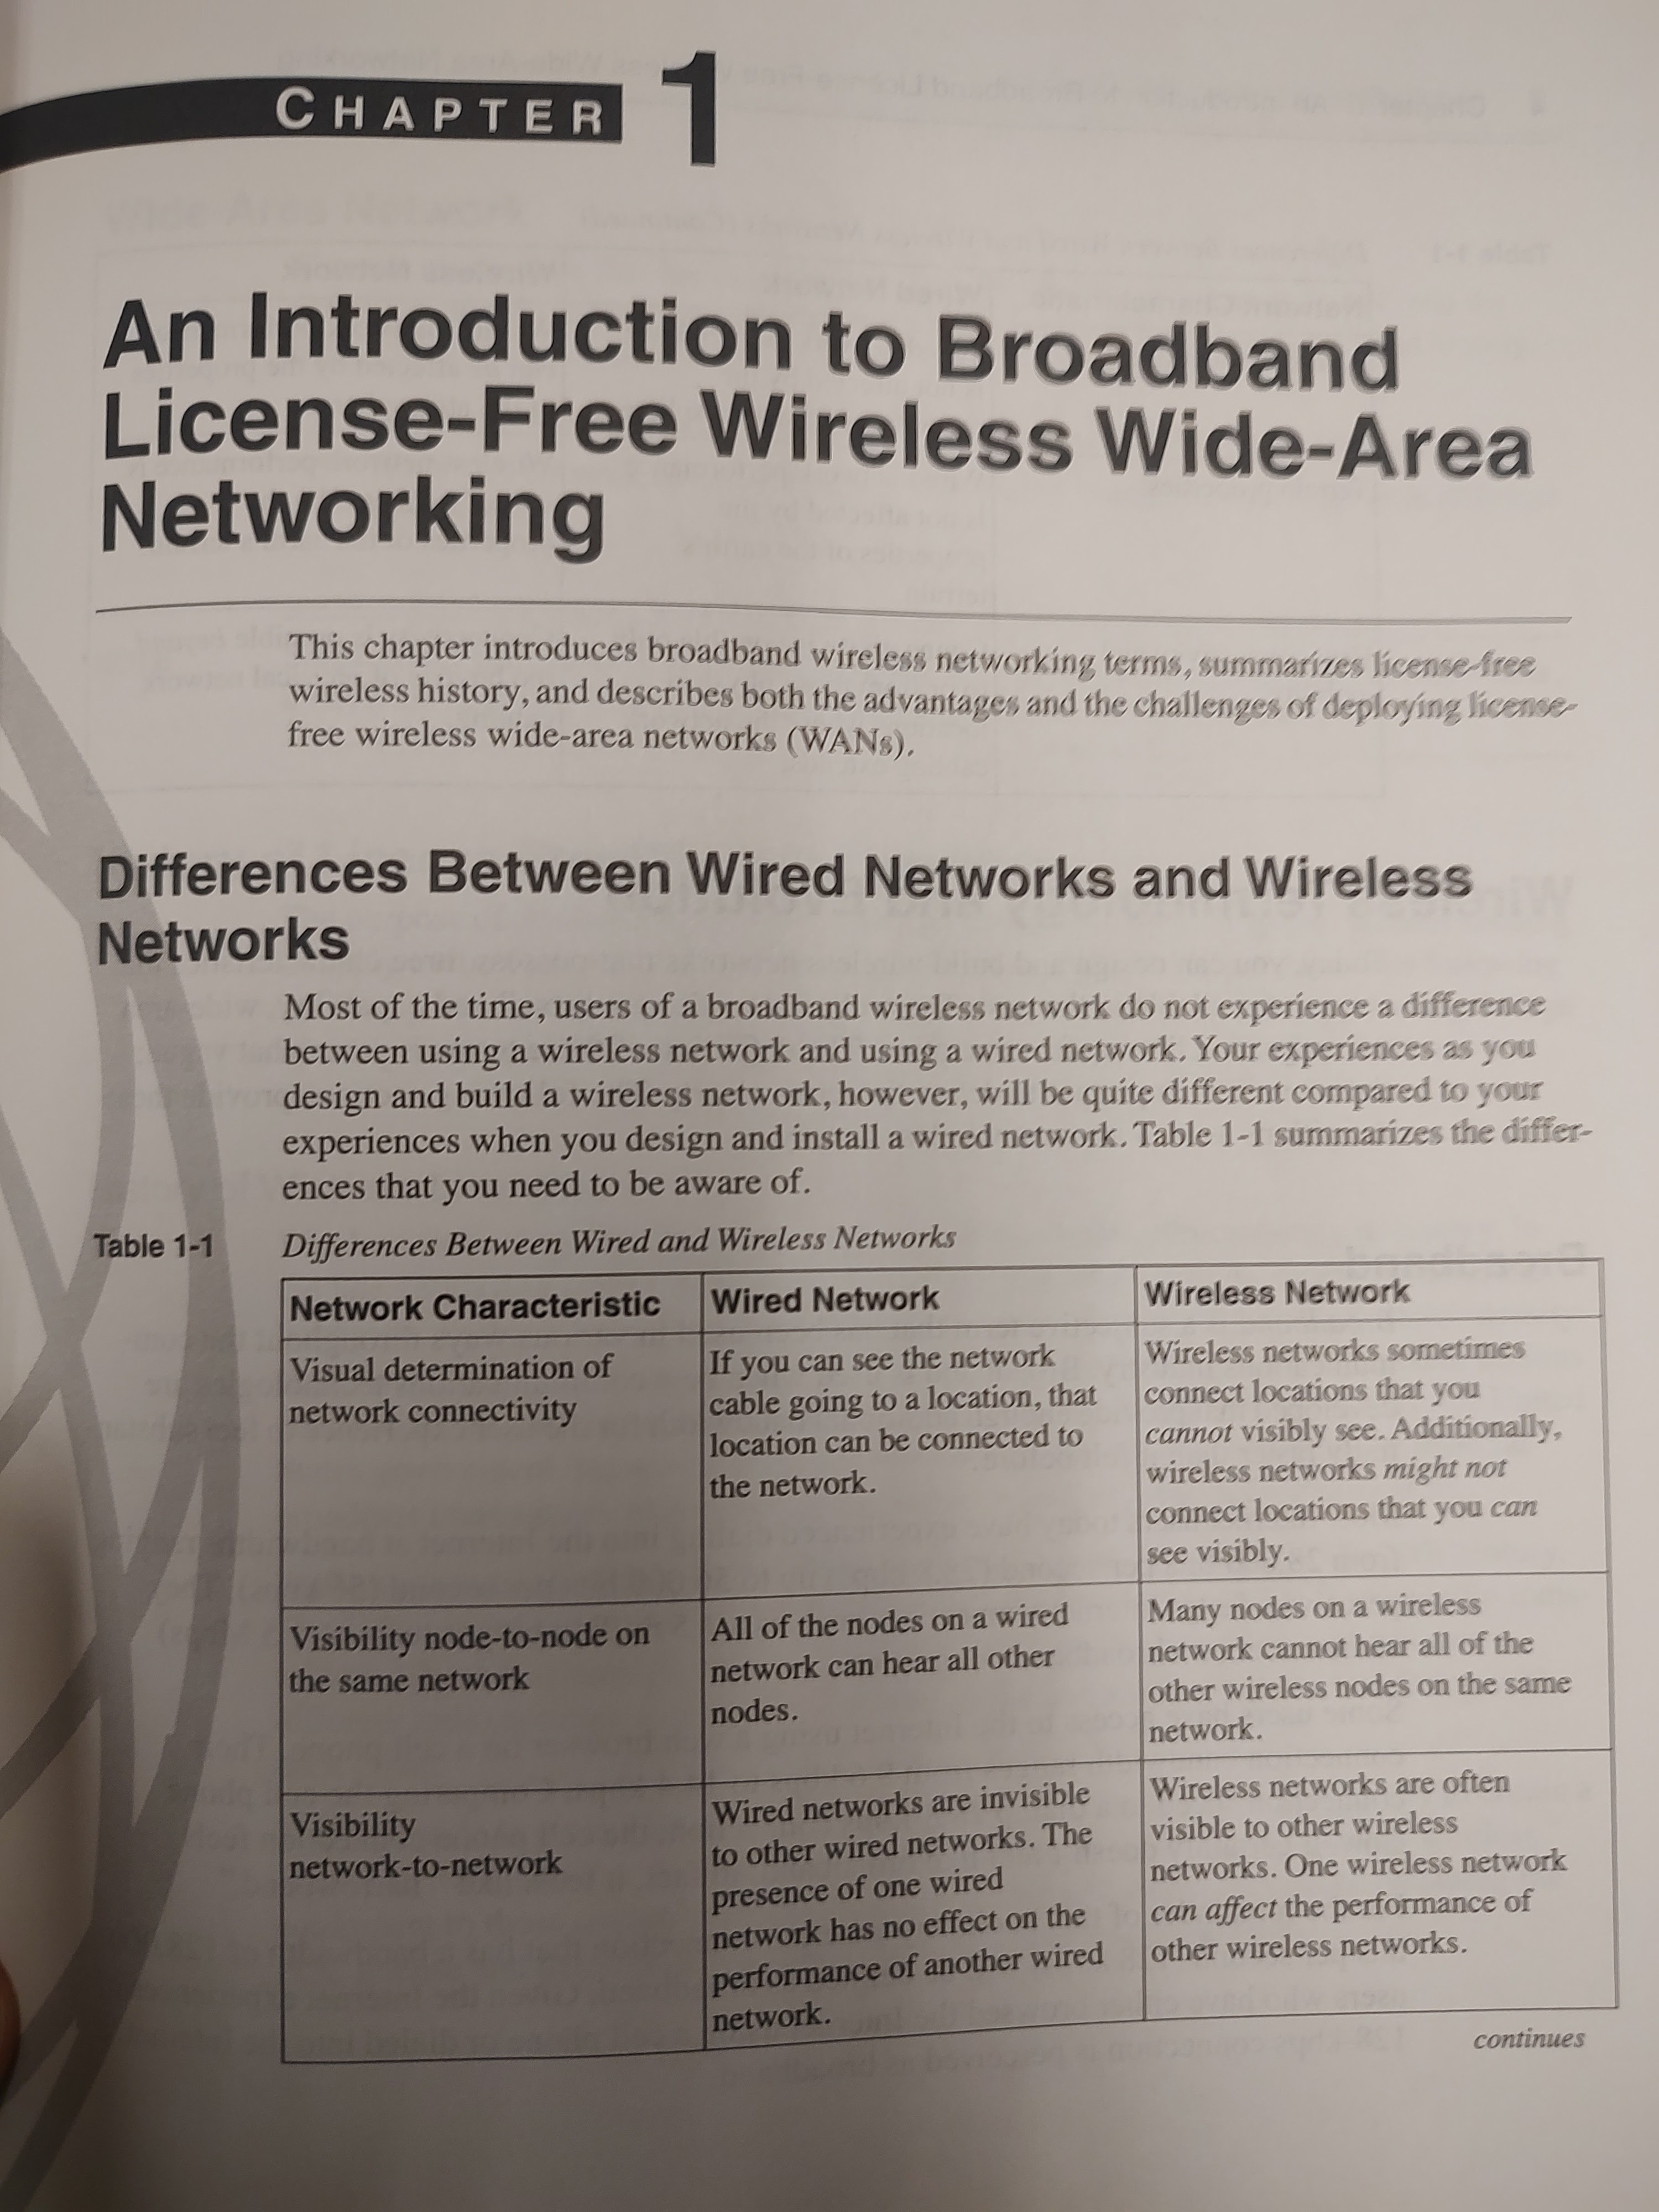 CHAPTER 1
An Introduction to Broadband
License-Free Wireless Wide-Area
Networking
This chapter introduces broadband wireless networking terms, summarizes license-free
wireless history, and describes both the advantages and the challenges of deploying license-
free wireless wide-area networks (WANs).
Differences Between Wired Networks and Wireless
Networks
Most of the time, users of a broadband wireless network do not experience a difference
between using a wireless network and using a wired network. Your experiences as you
design and build a wireless network, however, will be quite different compared to your
experiences when you design and install a wired network. Table 1-1 summarizes the differ-
ences that you need to be aware of.
Table 1-1 Differences Between Wired and Wireless Networks
Network Characteristic
Wired Network
Wireless Network
Visual determination of
network connectivity
If you can see the network
cable going to a location, that
location can be connected to
the network.
Wireless networks sometimes
connect locations that you
cannot visibly see. Additionally,
wireless networks might not
connect locations that you can
see visibly.
Visibility node-to-node on
the same network
All of the nodes on a wired
network can hear all other
nodes.
Many nodes on a wireless
network cannot hear all of the
other wireless nodes on the same
network.
Visibility
network-to-network
Wired networks are invisible
to other wired networks. The
presence of one wired
network has no effect on the
performance of another wired
network.
Wireless networks are often
visible to other wireless
networks. One wireless network
can affect the performance of
other wireless networks.
continues